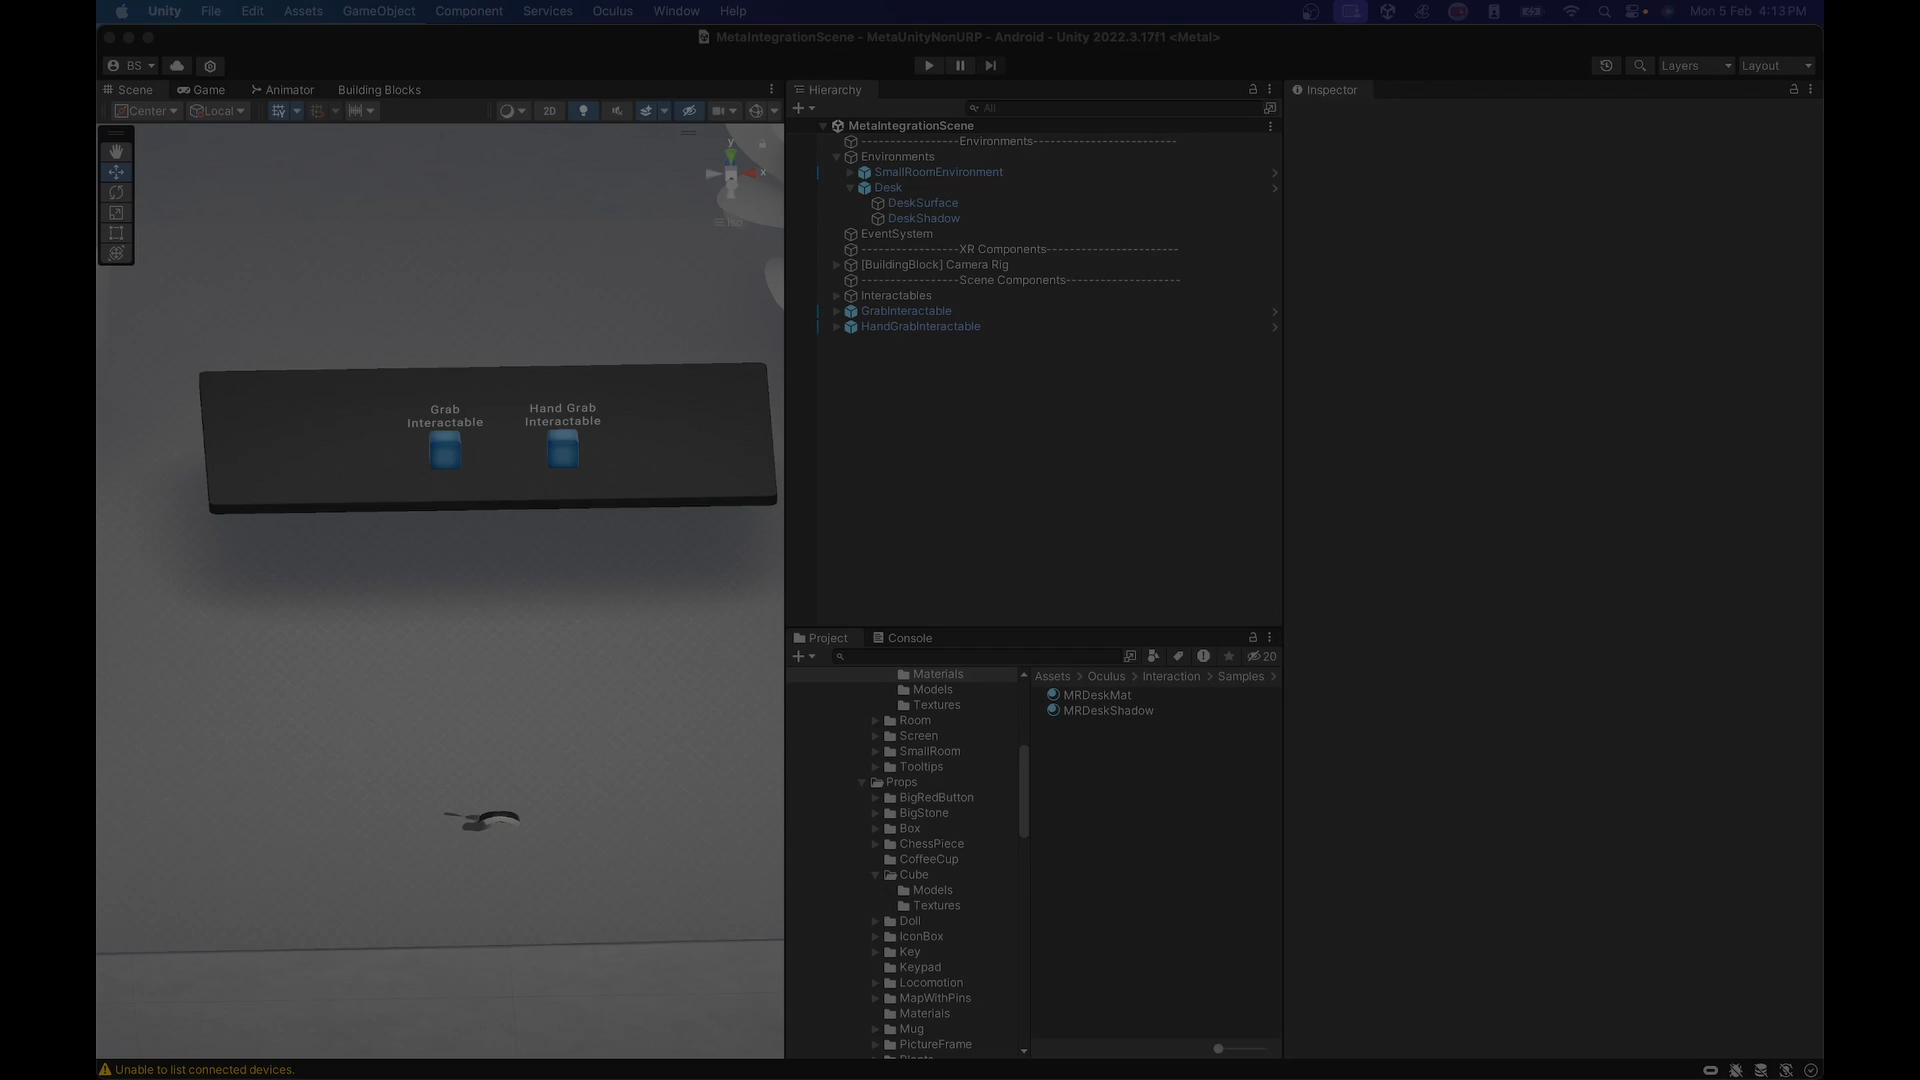 Unity File Edit Assets GameObject Component Services Oculus Window Help Mon 5 Feb 4:13 PM
MetaIntegrationScene - MetaUnityNonURP - Android - Unity 2022.3.17f1 <Metal>
BS Layers Layout
Scene Game Animator Building Blocks
Center Local 2D
y
x
Iso
Grab
Interactable
Hand Grab
Interactable
Hierarchy
All
MetaIntegrationScene
-----------------Environments-------------------------
Environments
SmallRoomEnvironment
Desk
DeskSurface
DeskShadow
EventSystem
-----------------XR Components-----------------------
[BuildingBlock] Camera Rig
-----------------Scene Components--------------------
Interactables
GrabInteractable
HandGrabInteractable
Inspector
Project Console
20
Materials
Models
Textures
Room
Screen
SmallRoom
Tooltips
Props
BigRedButton
BigStone
Box
ChessPiece
CoffeeCup
Cube
Models
Textures
Doll
IconBox
Key
Keypad
Locomotion
MapWithPins
Materials
Mug
PictureFrame
Assets > Oculus > Interaction > Samples >
MRDeskMat
MRDeskShadow
Unable to list connected devices.